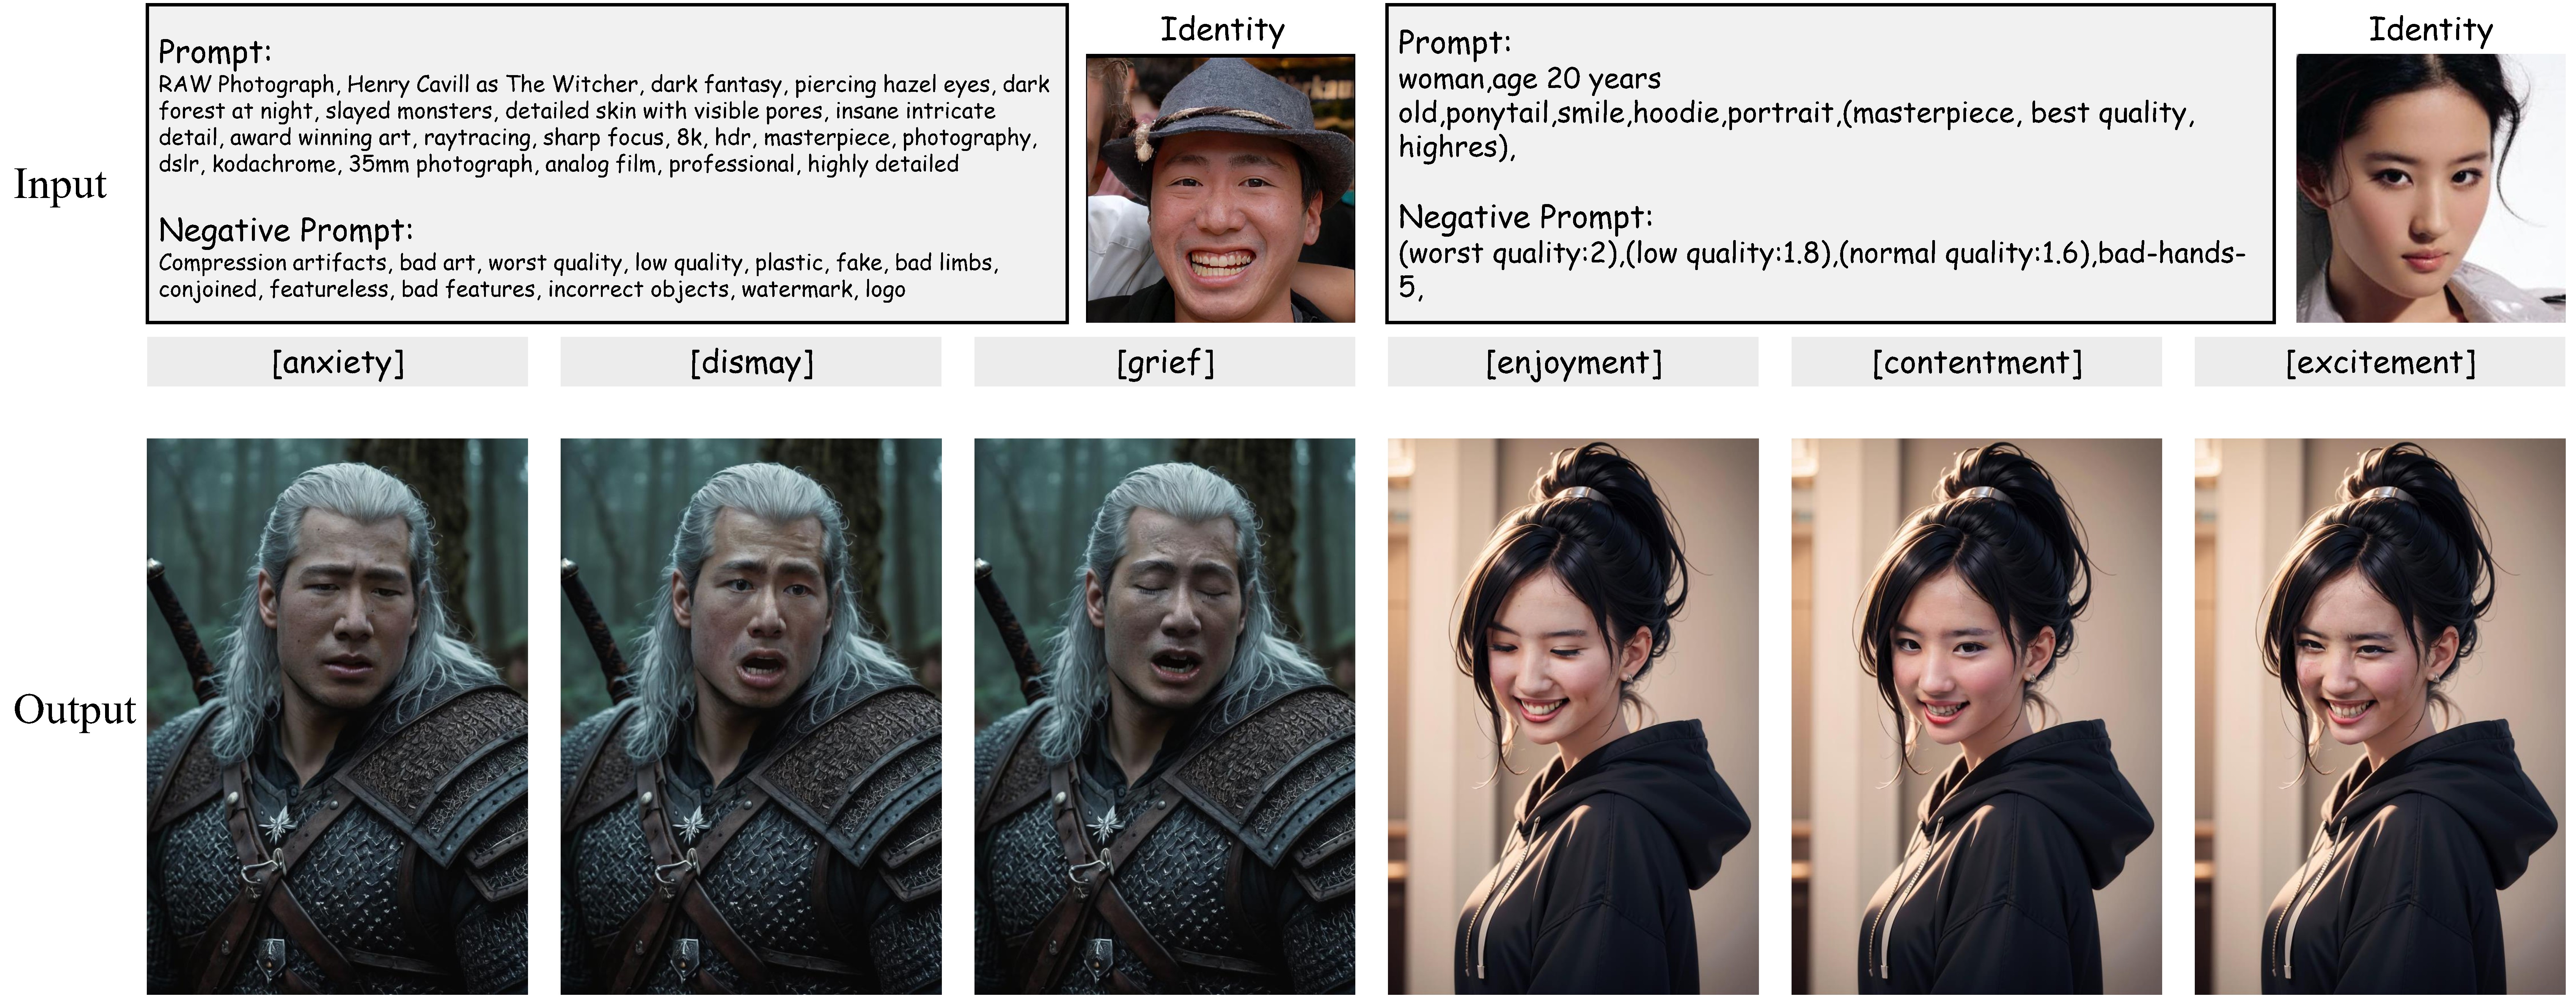 Input
Prompt:
RAW Photograph, Henry Cavill as The Witcher, dark fantasy, piercing hazel eyes, dark
forest at night, slayed monsters, detailed skin with visible pores, insane intricate
detail, award winning art, raytracing, sharp focus, 8k, hdr, masterpiece, photography,
dslr, kodachrome, 35mm photograph, analog film, professional, highly detailed
Negative Prompt:
Compression artifacts, bad art, worst quality, low quality, plastic, fake, bad limbs,
conjoined, featureless, bad features, incorrect objects, watermark, logo
Identity
Prompt:
woman,age 20 years
old,ponytail,smile,hoodie,portrait,(masterpiece, best quality,
highres),
Negative Prompt:
(worst quality:2),(low quality:1.8),(normal quality:1.6),bad-hands-
5,
Identity
[anxiety]
[dismay]
[grief]
[enjoyment]
[contentment]
[excitement]
Output